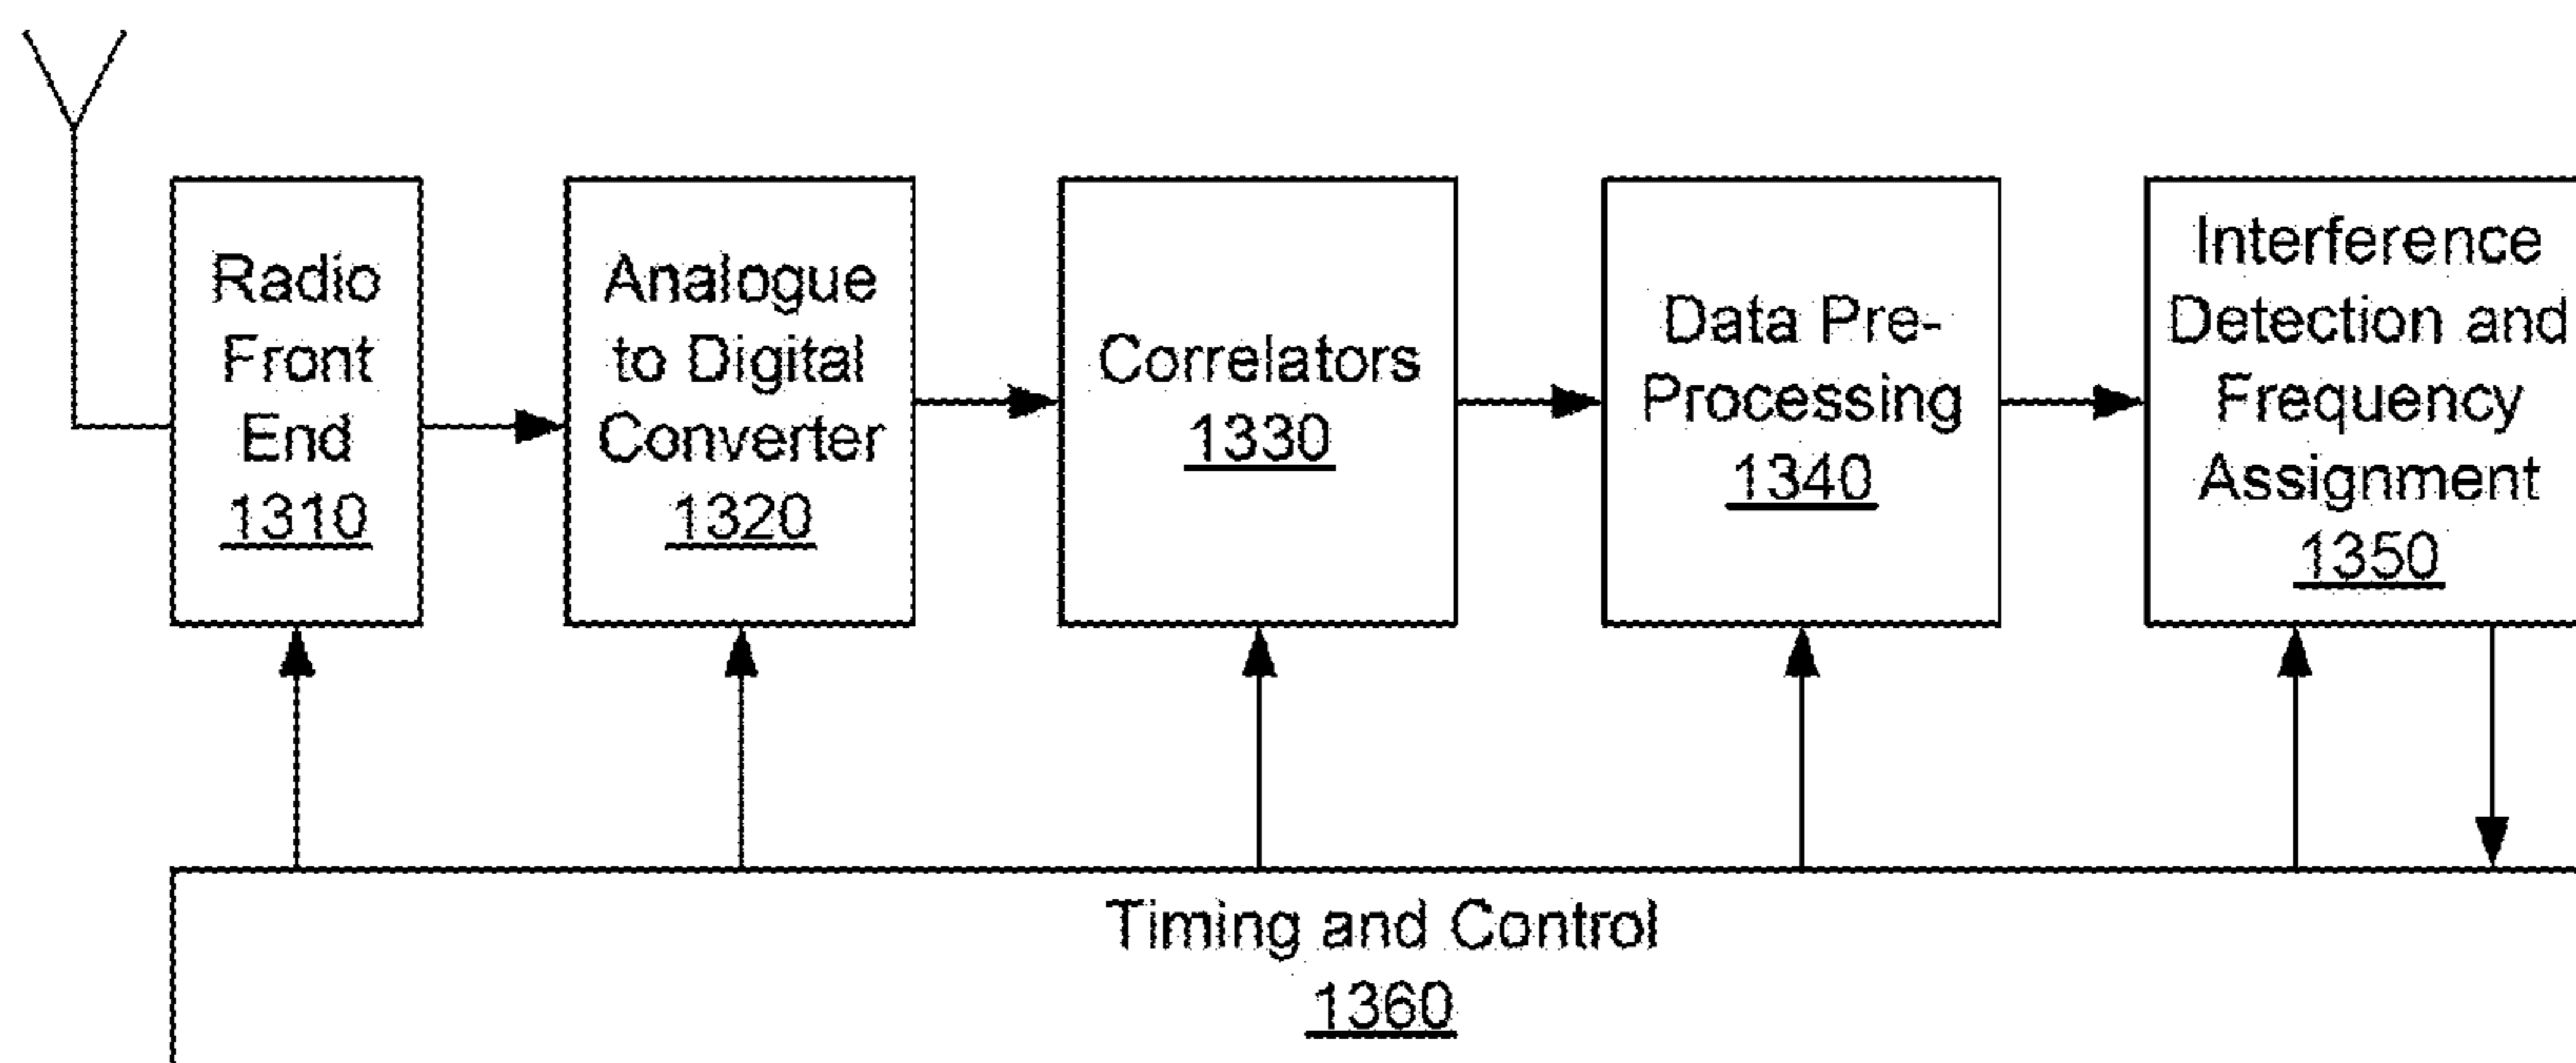 Radio
Front
End
1310
Analogue
to Digital
Converter
1320
Correlators
1330
Data Pre-
Processing
1340
Interference
Detection and
Frequency
Assignment
1350
Timing and Control
1360